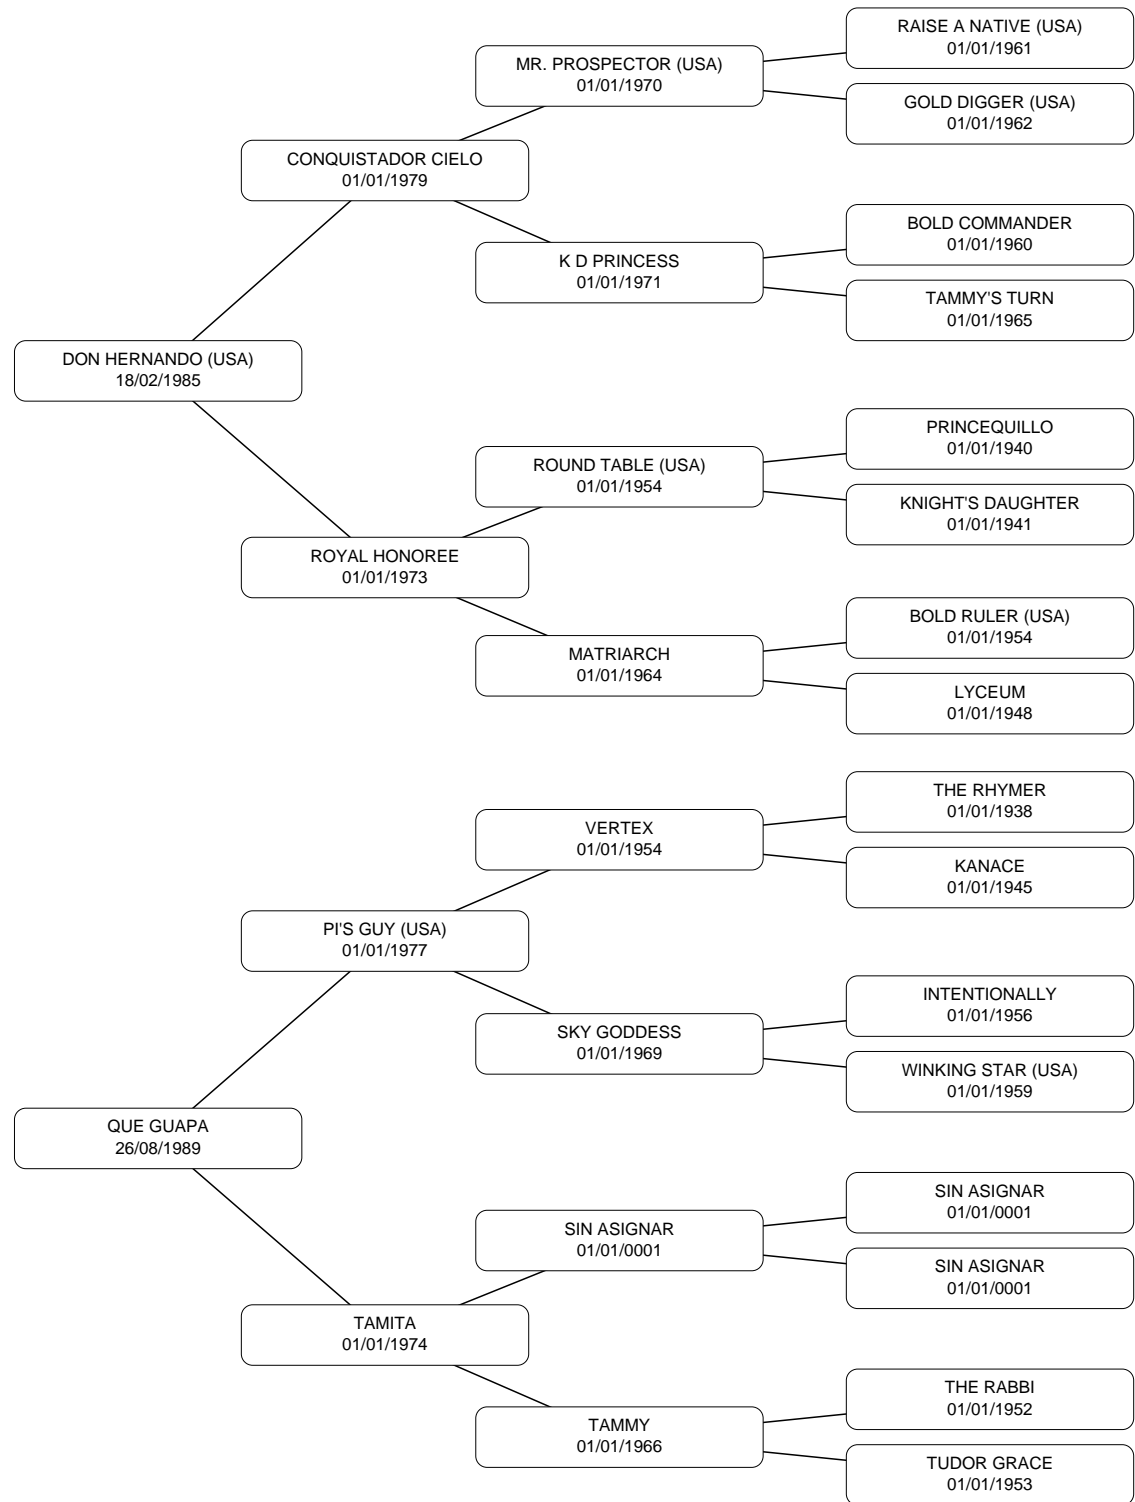 RAISE A NATIVE (USA)
01/01/1961
MR. PROSPECTOR (USA)
01/01/1970
GOLD DIGGER (USA)
01/01/1962
CONQUISTADOR CIELO
01/01/1979
BOLD COMMANDER
01/01/1960
K D PRINCESS
01/01/1971
TAMMY'S TURN
01/01/1965
DON HERNANDO (USA)
18/02/1985
PRINCEQUILLO
01/01/1940
ROUND TABLE (USA)
01/01/1954
KNIGHT'S DAUGHTER
01/01/1941
ROYAL HONOREE
01/01/1973
BOLD RULER (USA)
01/01/1954
MATRIARCH
01/01/1964
LYCEUM
01/01/1948
THE RHYMER
01/01/1938
VERTEX
01/01/1954
KANACE
01/01/1945
PI'S GUY (USA)
01/01/1977
INTENTIONALLY
01/01/1956
SKY GODDESS
01/01/1969
WINKING STAR (USA)
01/01/1959
QUE GUAPA
26/08/1989
SIN ASIGNAR
01/01/0001
SIN ASIGNAR
01/01/0001
SIN ASIGNAR
01/01/0001
TAMITA
01/01/1974
THE RABBI
01/01/1952
TAMMY
01/01/1966
TUDOR GRACE
01/01/1953